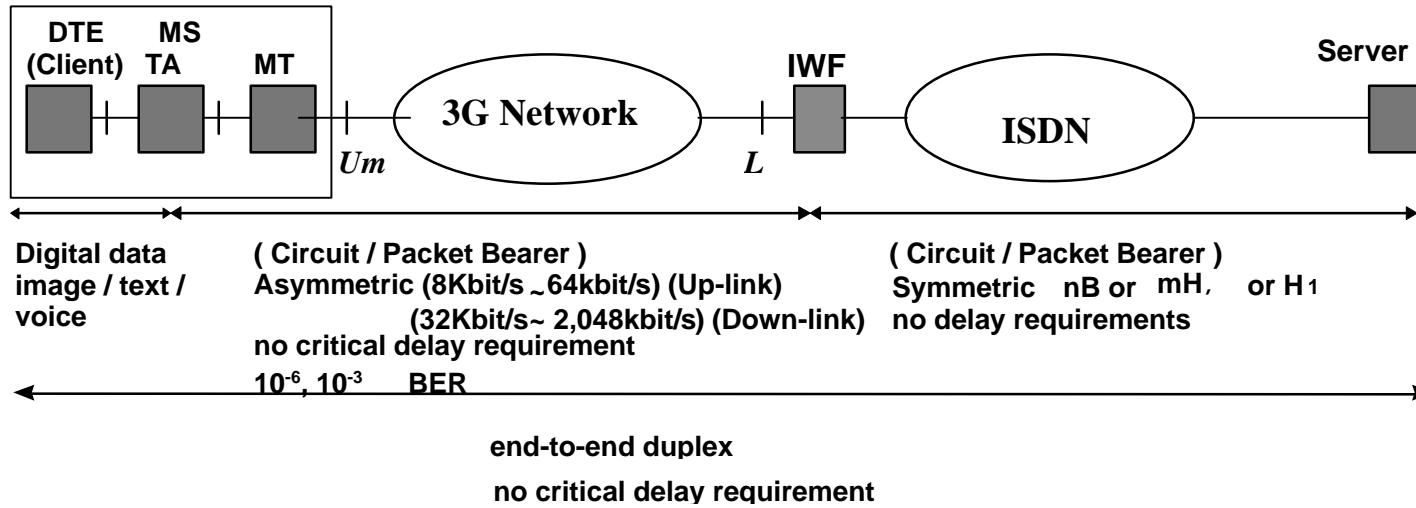 DTE MS
(Client) TA MT IWF Server
3G Network ISDN
Um L
Digital data
image / text /
voice
( Circuit / Packet Bearer )
Asymmetric (8Kbit/s ~64kbit/s) (Up-link)
(32Kbit/s~ 2,048kbit/s) (Down-link)
no critical delay requirement
10⁻⁶, 10⁻³ BER
( Circuit / Packet Bearer )
Symmetric nB or mH, or H1
no delay requirements
end-to-end duplex
no critical delay requirement